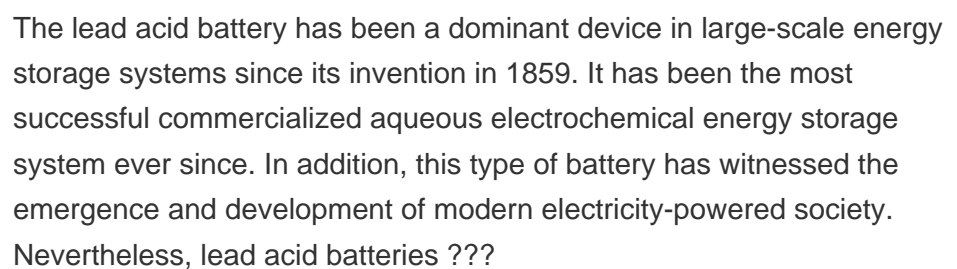 The lead acid battery has been a dominant device in large-scale energy
storage systems since its invention in 1859. It has been the most
successful commercialized aqueous electrochemical energy storage
system ever since. In addition, this type of battery has witnessed the
emergence and development of modern electricity-powered society.
Nevertheless, lead acid batteries ???